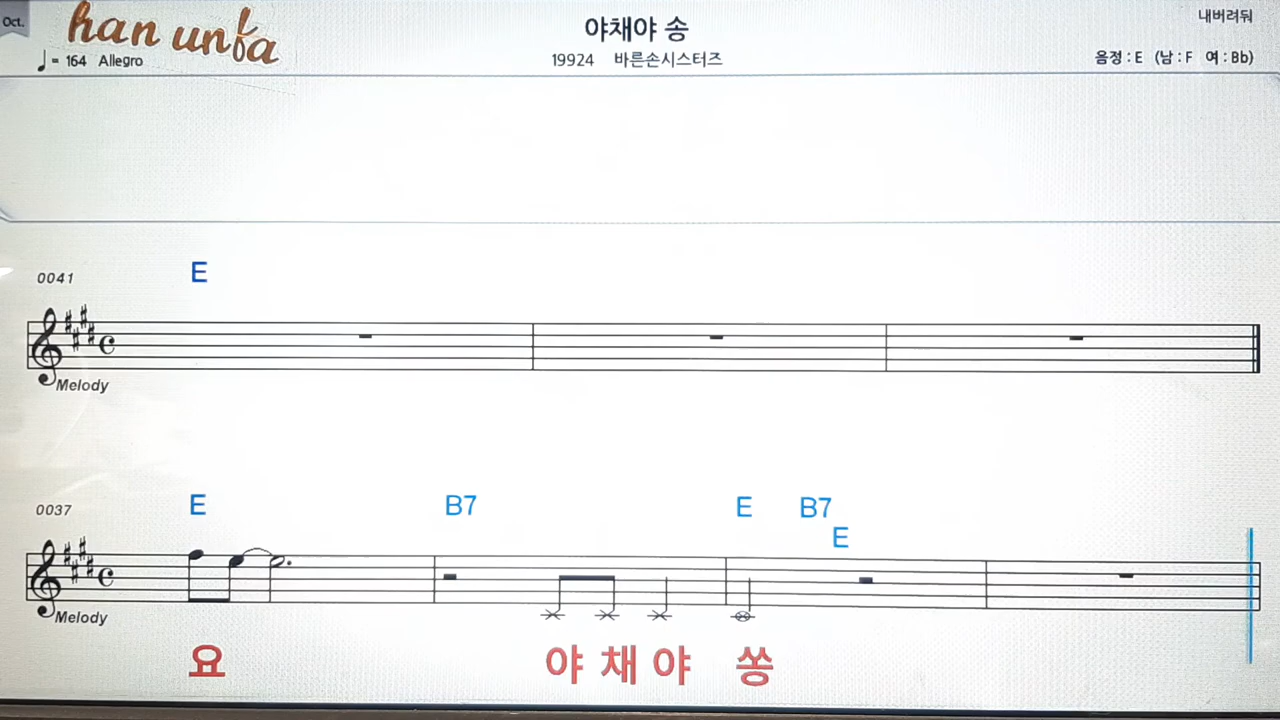 Oct.
han unfa
야채야 송
내버려둬
= 164 Allegro
19924 바른손시스터즈
음정 : E (남 : F 여 : Bb)
0041
E
Melody
0037
E B7 E B7
E
Melody
요 야 채 야 쏭